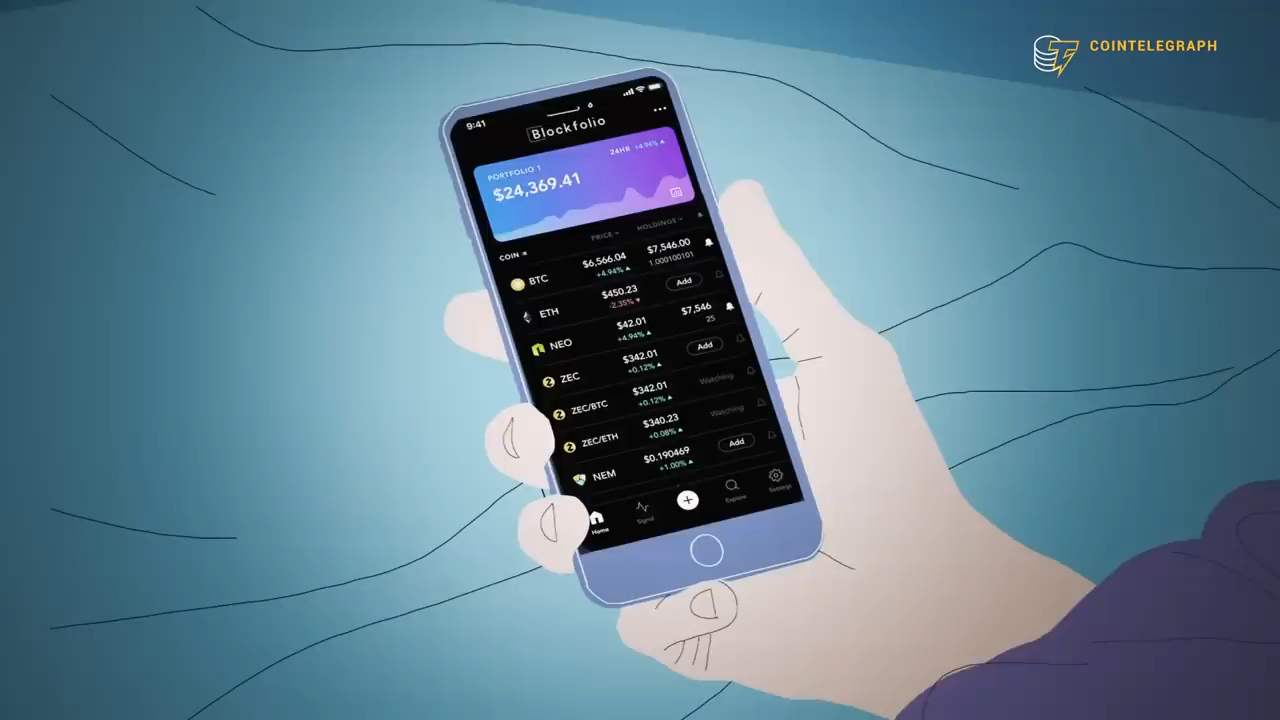 COINTELEGRAPH
9:41
Blockfolio
PORTFOLIO 1
24HR +4.94% ▲
$24,369.41
COIN
PRICE
HOLDINGS
BTC $6,566.04 $7,546.00
+4.94% ▲ 1.000100101
ETH $450.23 Add
-2.35% ▼
NEO $42.01 $7,546
+4.94% ▲ 25
ZEC $342.01 Add
+0.12% ▲
ZEC/BTC $342.01 Watching
+0.12% ▲
ZEC/ETH $340.23 Watching
+0.08% ▲
NEM $0.190469 Add
+1.00% ▲
Home Signal Explore Settings